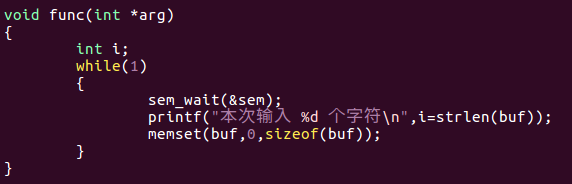 void func(int *arg)
{
        int i;
        while(1)
        {
                sem_wait(&sem);
                printf("本次输入 %d 个字符\n",i=strlen(buf));
                memset(buf,0,sizeof(buf));
        }
}